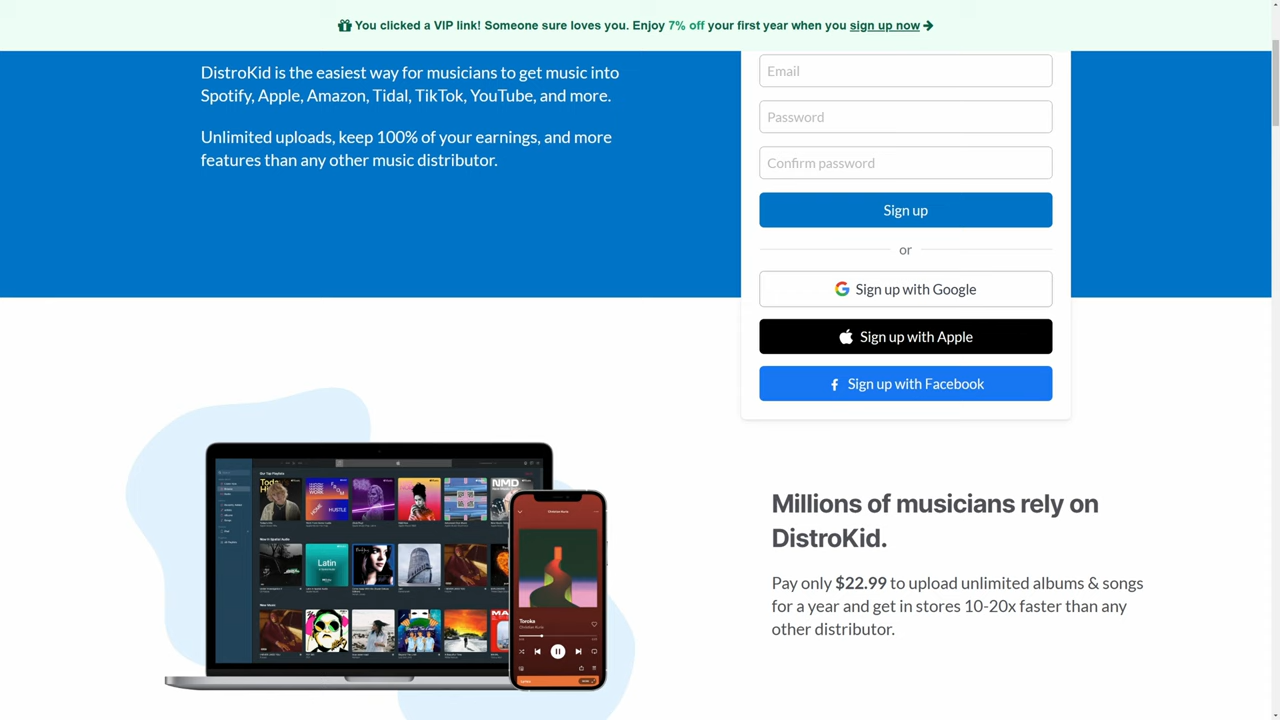 You clicked a VIP link! Someone sure loves you. Enjoy 7% off your first year when you sign up now
DistroKid is the easiest way for musicians to get music into
Spotify, Apple, Amazon, Tidal, TikTok, YouTube, and more.
Unlimited uploads, keep 100% of your earnings, and more
features than any other music distributor.
Email
Password
Confirm password
Sign up
or
Sign up with Google
Sign up with Apple
Sign up with Facebook
Latin
NMD
HUSTLE
Toroka
Millions of musicians rely on
DistroKid.
Pay only $22.99 to upload unlimited albums & songs
for a year and get in stores 10-20x faster than any
other distributor.